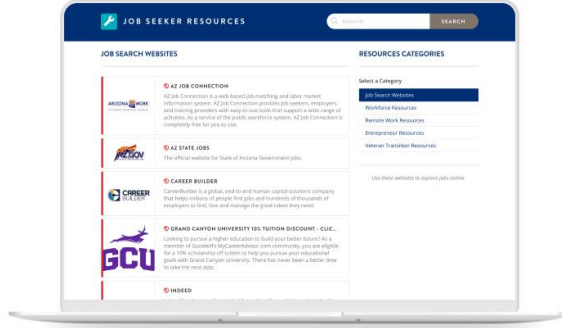 JOB SEEKER RESOURCES
Search
SEARCH
JOB SEARCH WEBSITES
RESOURCES CATEGORIES
Select a Category
Job Search Websites
Workforce Resources
Remote Work Resources
Entrepreneur Resources
Veteran Transition Resources
Use these websites to explore jobs online.
ARIZONA WORK
AZ JOB CONNECTION
AZ Job Connection is a web-based job-matching and labor market
information system. AZ Job Connection provides job seekers, employers,
and training providers with easy-to-use tools that support a wide range of
activities. As a service of the public workforce system, AZ Job Connection is
completely free for you to use.
AZ.GOV
AZ STATE JOBS
The official website for State of Arizona Government jobs.
CAREER
BUILDER
CAREER BUILDER
CareerBuilder is a global, end-to-end human capital solutions company
that helps millions of people find jobs and hundreds of thousands of
employers to find, hire and manage the great talent they need.
GCU
GRAND CANYON UNIVERSITY 10% TUITION DISCOUNT - CLIC...
Looking to pursue a higher education to build your better future? As a
member of Goodwill's MyCareerAdvisor.com community, you are eligible
for a 10% scholarship off tuition to help you pursue your educational
goals with Grand Canyon University. There has never been a better time
to take the next step.
INDEED